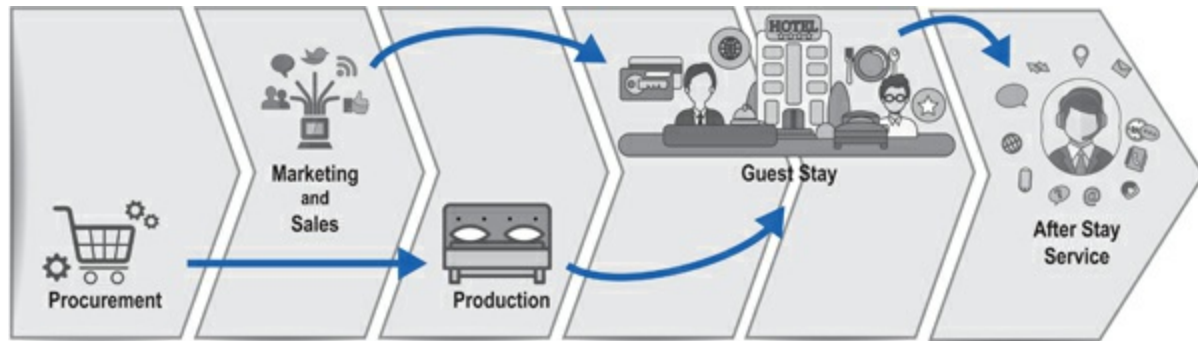 Procurement
Marketing
and
Sales
Production
HOTEL
Guest Stay
After Stay
Service
@